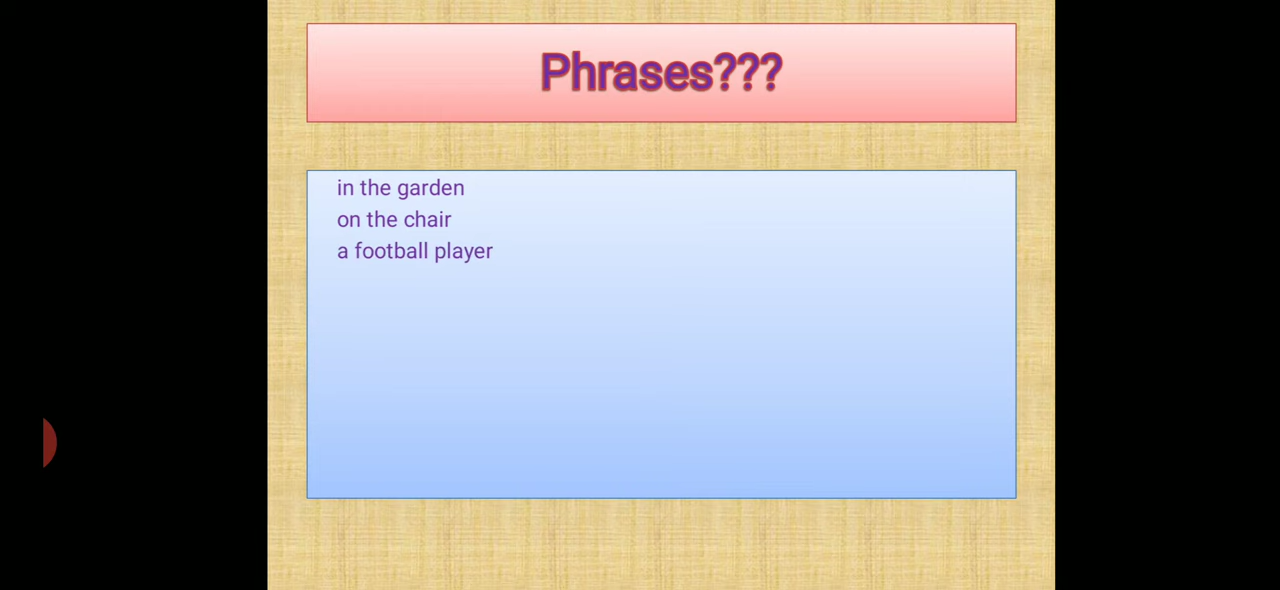 Phrases???
in the garden
on the chair
a football player